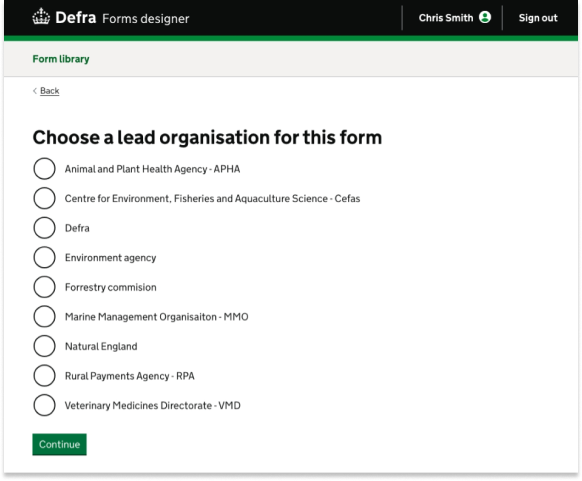 Defra Forms designer
Chris Smith
Sign out
Form library
< Back
Choose a lead organisation for this form
Animal and Plant Health Agency - APHA
Centre for Environment, Fisheries and Aquaculture Science - Cefas
Defra
Environment agency
Forrestry commision
Marine Management Organisaiton - MMO
Natural England
Rural Payments Agency - RPA
Veterinary Medicines Directorate - VMD
Continue